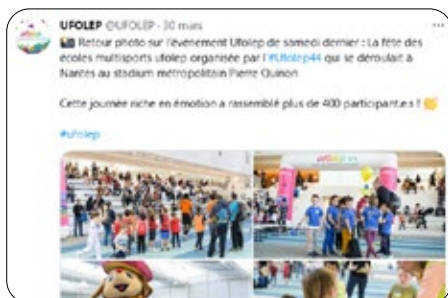 UFOLEP @UFOLEP · 30 mars
Retour photo sur l'événement Ufolep de samedi dernier : La fête des
écoles multisports ufolep organisée par l'#Ufolep44 qui se déroulait à
Nantes au stadium métropolitain Pierre Quinon
Cette journée riche en émotion a rassemblé plus de 400 participant.e.s !
#ufolep
ufolep